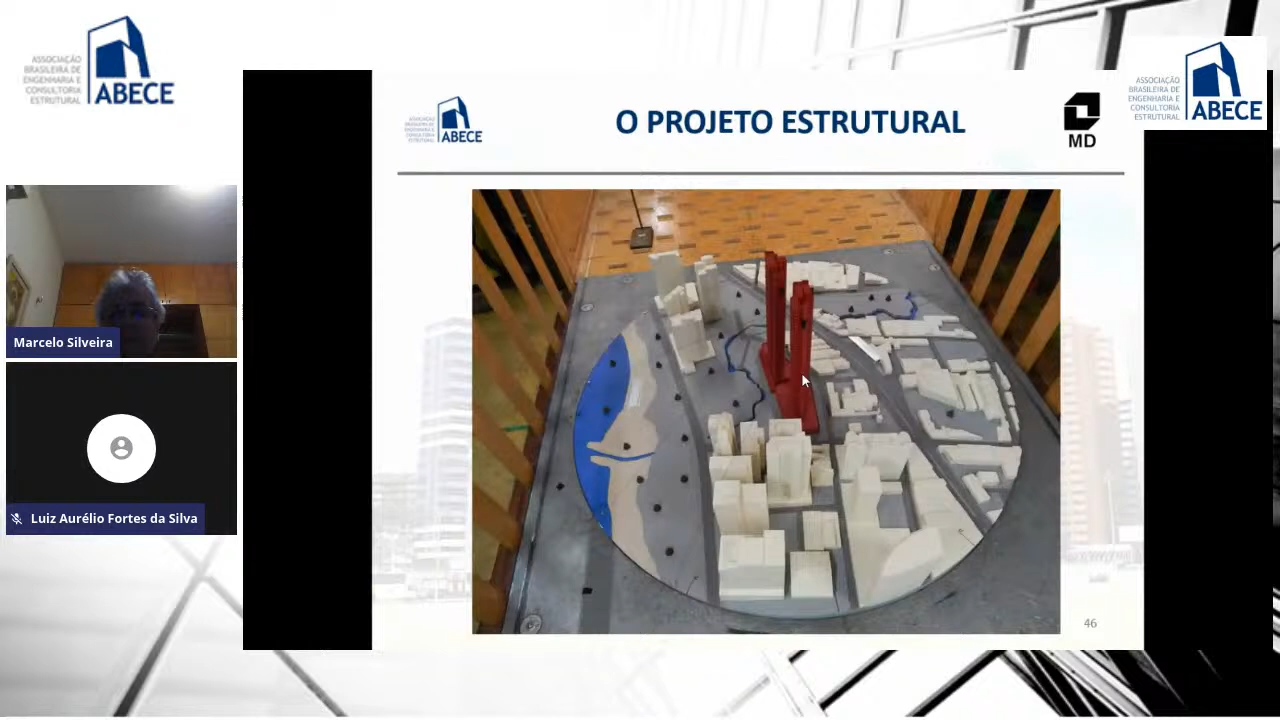 ASSOCIAÇÃO
BRASILEIRA DE
ENGENHARIA E
CONSULTORIA
ESTRUTURAL
ABECE
ASSOCIAÇÃO
BRASILEIRA DE
ENGENHARIA E
CONSULTORIA
ESTRUTURAL
ABECE
ABECE
O PROJETO ESTRUTURAL
MD
Marcelo Silveira
Luiz Aurélio Fortes da Silva
46